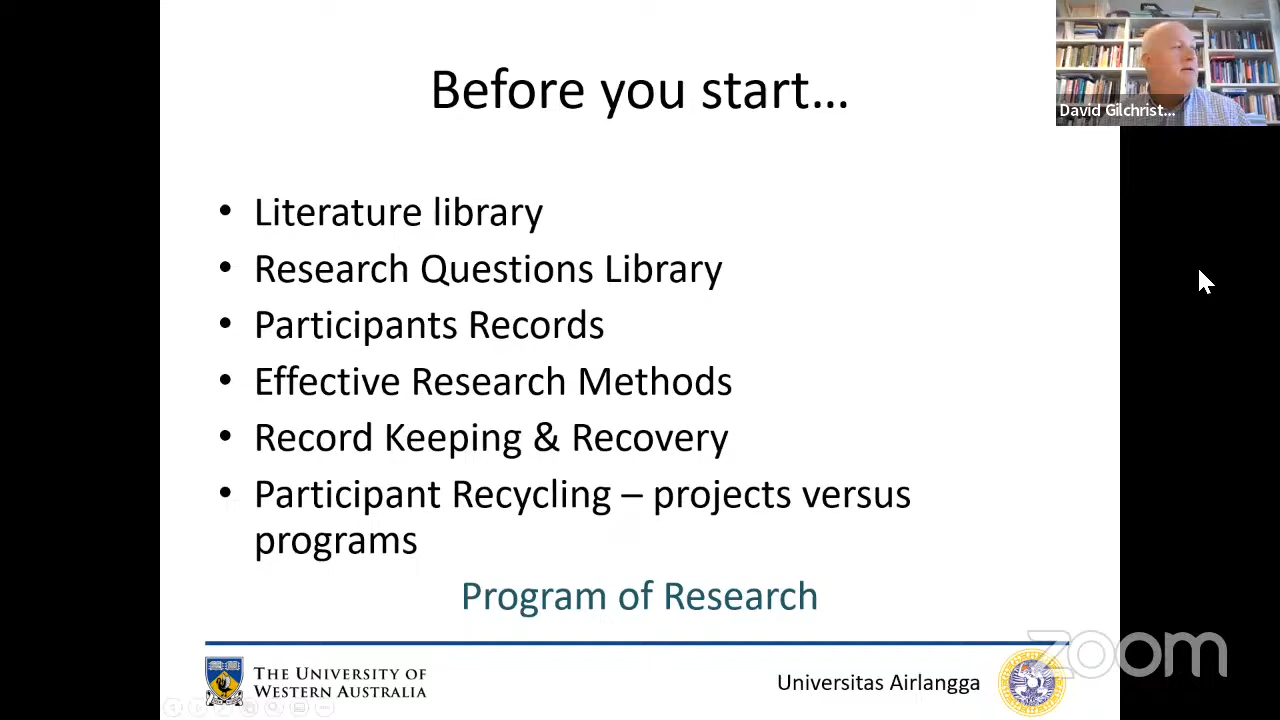 Before you start…
David Gilchrist...
• Literature library
• Research Questions Library
• Participants Records
• Effective Research Methods
• Record Keeping & Recovery
• Participant Recycling – projects versus
programs
Program of Research
THE UNIVERSITY OF
WESTERN AUSTRALIA
Universitas Airlangga
zoom